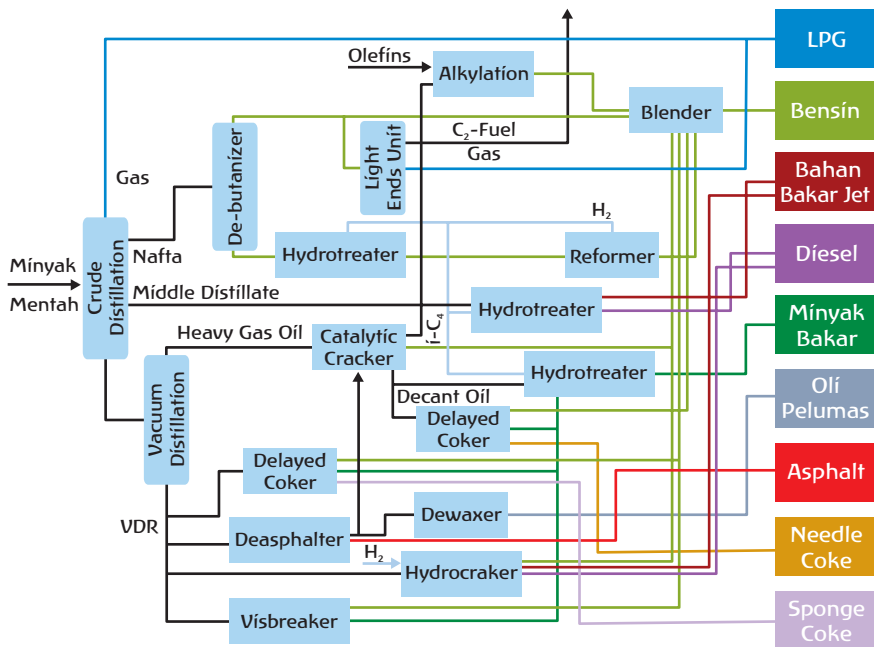 LPG
Olefins
Alkylation
Bensin
Blender
C2-Fuel
Gas
Light
Ends Unit
De-butanizer
Gas
Bahan
Bakar Jet
H2
Nafta
Hydrotreater
Reformer
Diesel
Minyak
Mentah
Crude
Distillation
Middle Distillate
Hydrotreater
Minyak
Bakar
Heavy Gas Oil
Catalytic
Cracker
i-C4
Hydrotreater
Vacuum
Distillation
Decant Oil
Delayed
Coker
Oli
Pelumas
Delayed
Coker
Asphalt
VDR
Deasphalter
Dewaxer
Needle
Coke
H2
Hydrocraker
Visbreaker
Sponge
Coke